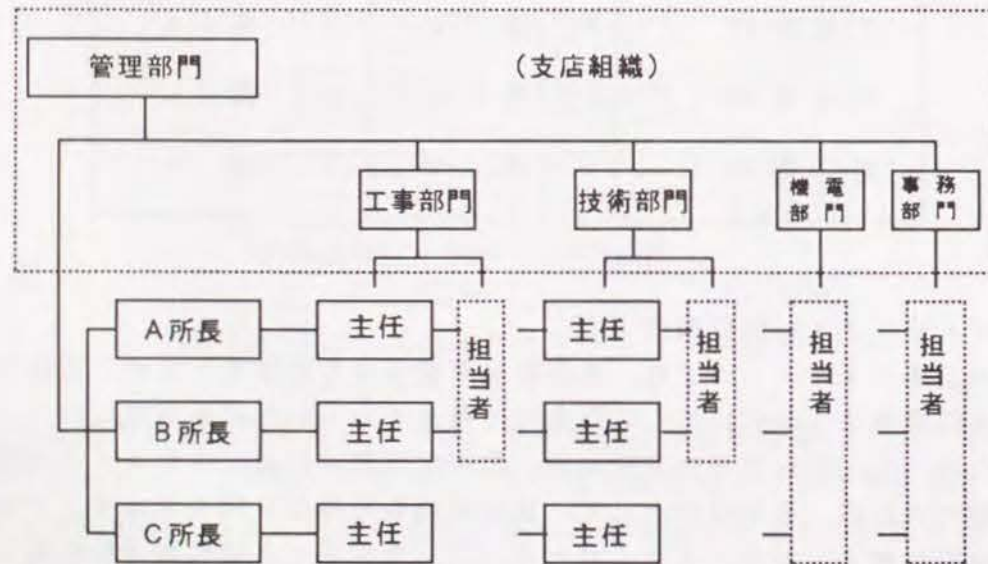 管理部門
(支店組織)
工事部門
技術部門
機電
部門
事務
部門
A所長
主任
担当者
主任
担当者
担当者
担当者
B所長
主任
主任
C所長
主任
主任